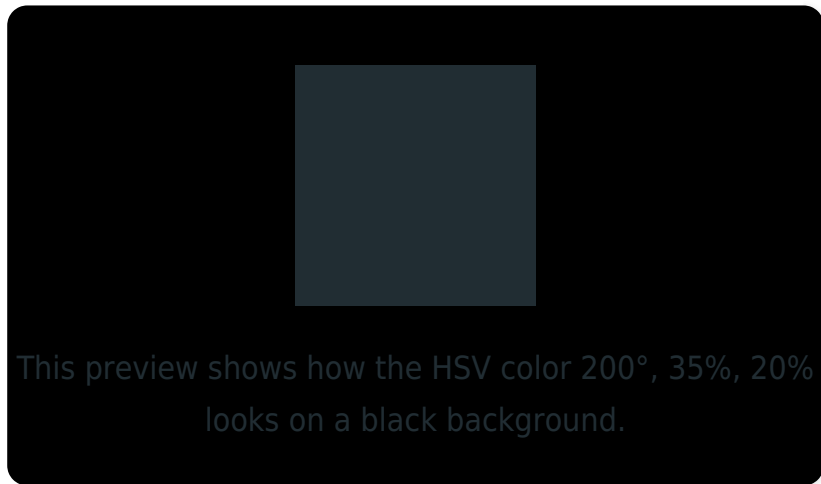 This preview shows how the HSV color 200°, 35%, 20%
looks on a black background.